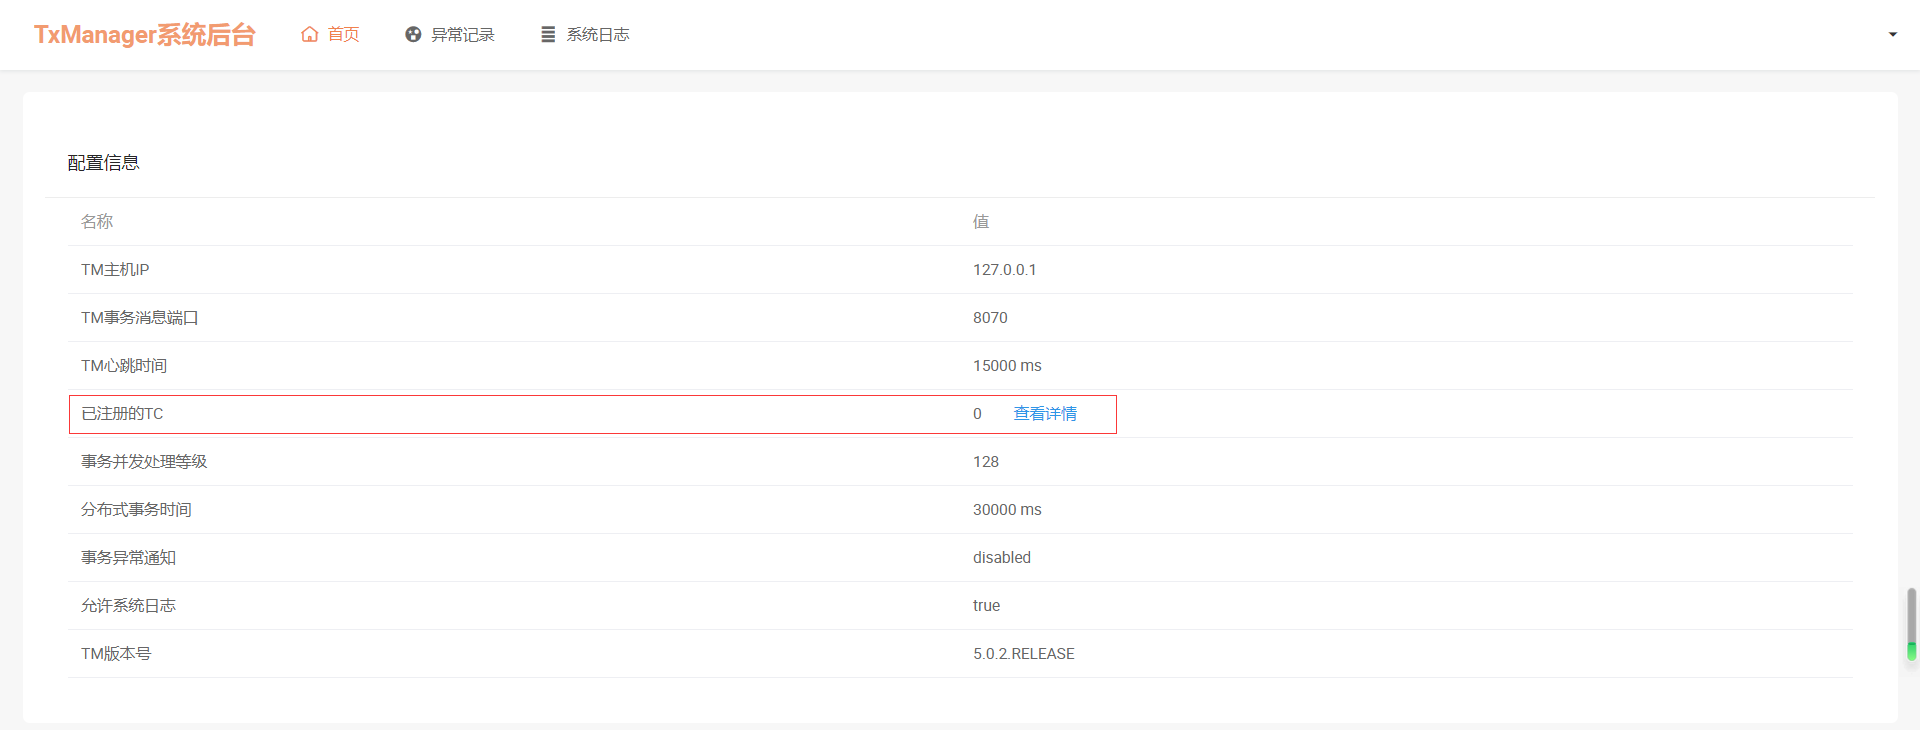 TxManager系统后台 首页 异常记录 系统日志
配置信息
名称 值
TM主机IP 127.0.0.1
TM事务消息端口 8070
TM心跳时间 15000 ms
已注册的TC 0 查看详情
事务并发处理等级 128
分布式事务时间 30000 ms
事务异常通知 disabled
允许系统日志 true
TM版本号 5.0.2.RELEASE